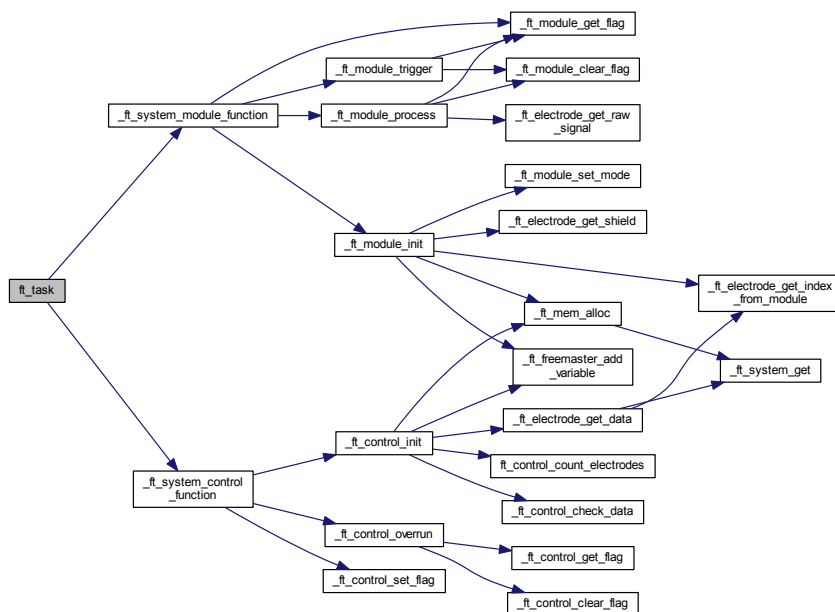 _ft_module_get_flag
_ft_module_trigger
_ft_module_clear_flag
_ft_system_module_function
_ft_module_process
_ft_electrode_get_raw
_signal
_ft_module_set_mode
_ft_electrode_get_shield
_ft_module_init
ft_task
_ft_electrode_get_index
_from_module
_ft_mem_alloc
_ft_freemaster_add
_variable
_ft_system_get
_ft_electrode_get_data
_ft_control_init
ft_control_count_electrodes
_ft_system_control
_function
_ft_control_check_data
_ft_control_overrun
_ft_control_get_flag
_ft_control_set_flag
_ft_control_clear_flag